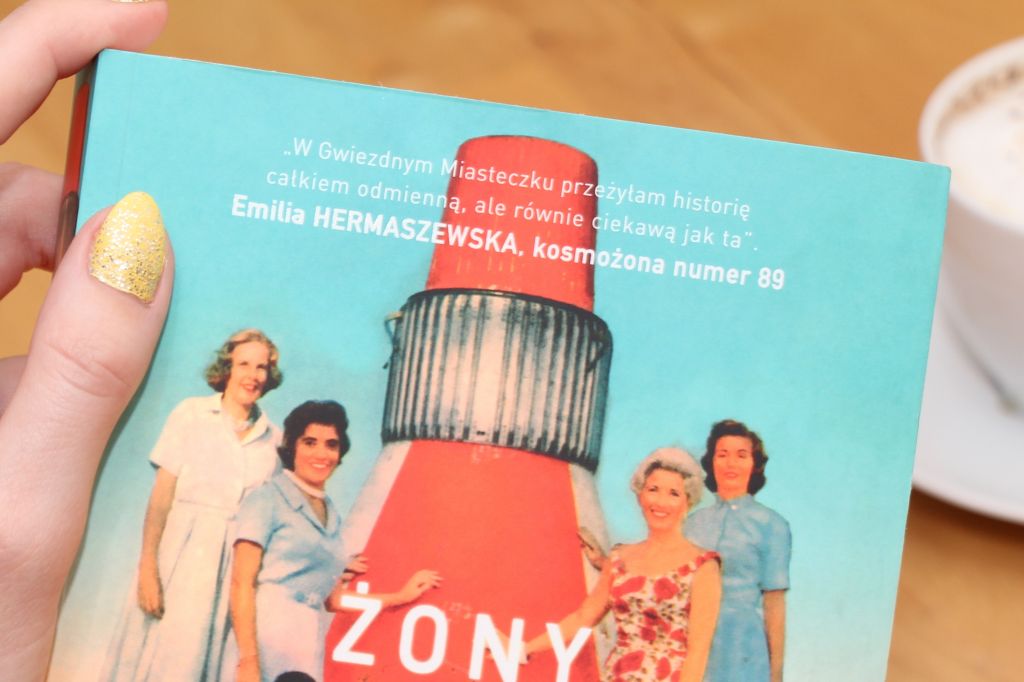 „W Gwiezdnym Miasteczku przeżyłam historię
całkiem odmienną, ale równie ciekawą jak ta”.
Emilia HERMASZEWSKA, kosmożona numer 89
ŻONY